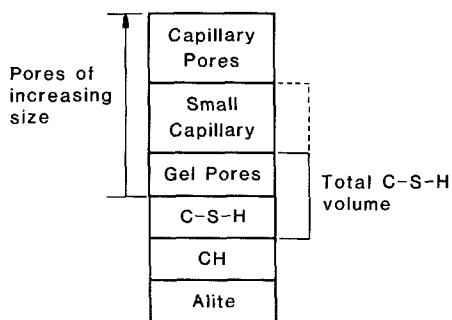 Pores of
increasing
size
Capillary
Pores
Small
Capillary
Gel Pores
C-S-H
CH
Alite
Total C-S-H
volume